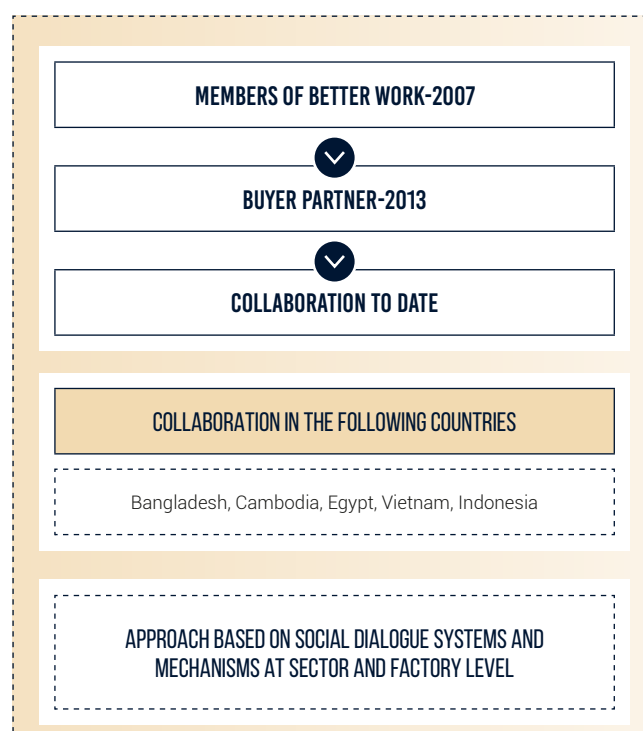 MEMBERS OF BETTER WORK-2007
BUYER PARTNER-2013
COLLABORATION TO DATE
COLLABORATION IN THE FOLLOWING COUNTRIES
Bangladesh, Cambodia, Egypt, Vietnam, Indonesia
APPROACH BASED ON SOCIAL DIALOGUE SYSTEMS AND
MECHANISMS AT SECTOR AND FACTORY LEVEL